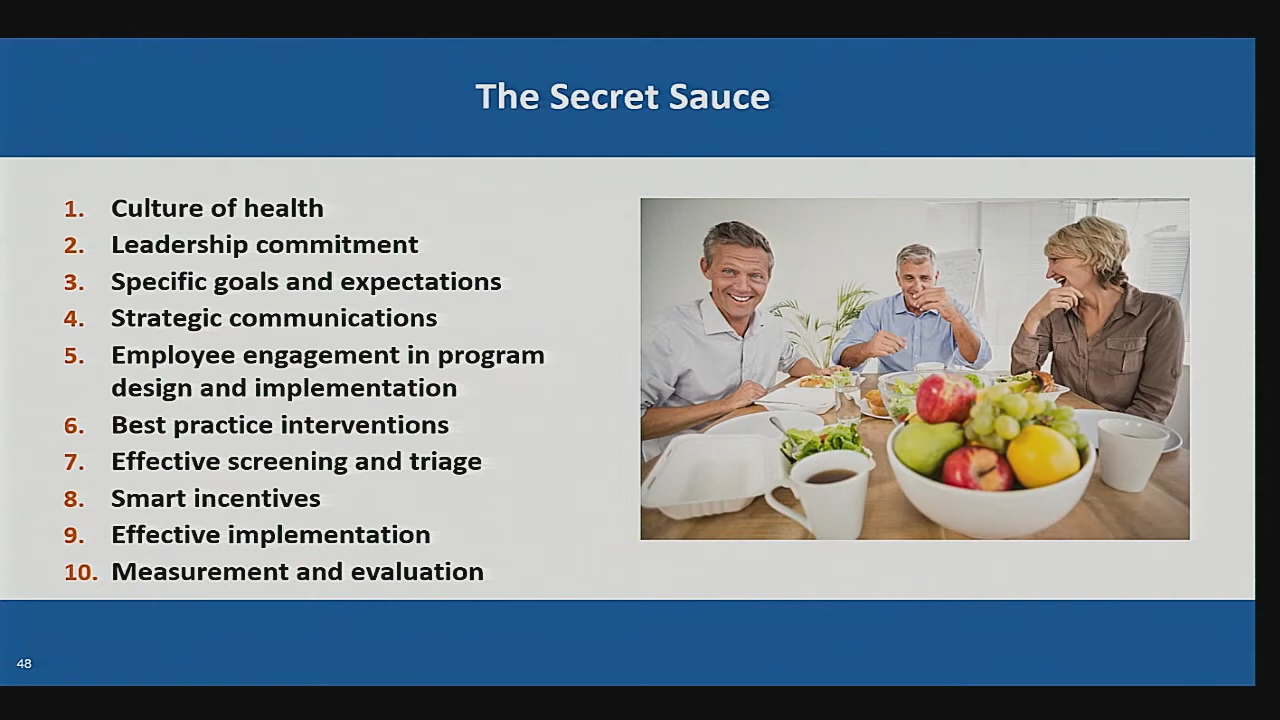 The Secret Sauce
1. Culture of health
2. Leadership commitment
3. Specific goals and expectations
4. Strategic communications
5. Employee engagement in program
design and implementation
6. Best practice interventions
7. Effective screening and triage
8. Smart incentives
9. Effective implementation
10. Measurement and evaluation
48